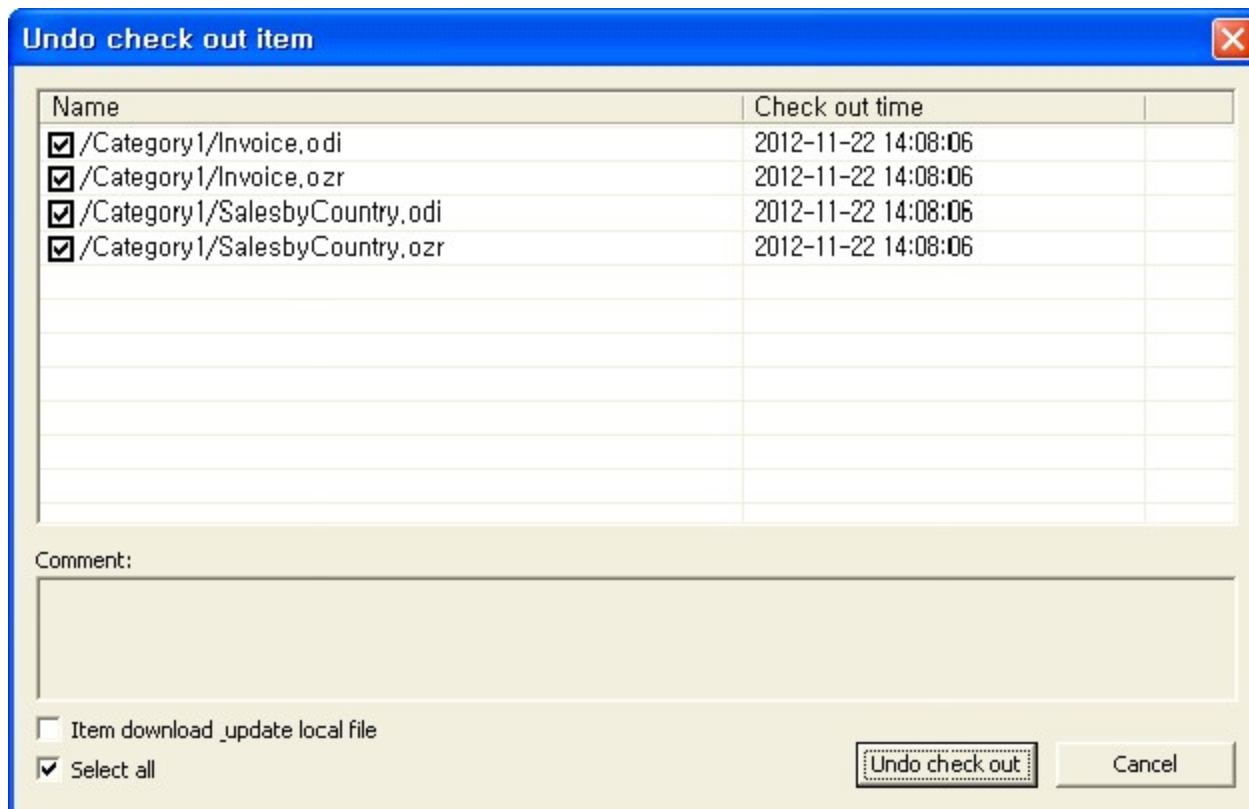 Undo check out item
Name Check out time
/Category1/Invoice.odi 2012-11-22 14:08:06
/Category1/Invoice.ozr 2012-11-22 14:08:06
/Category1/SalesbyCountry.odi 2012-11-22 14:08:06
/Category1/SalesbyCountry.ozr 2012-11-22 14:08:06
Comment:
Item download _update local file
Select all
Undo check out Cancel